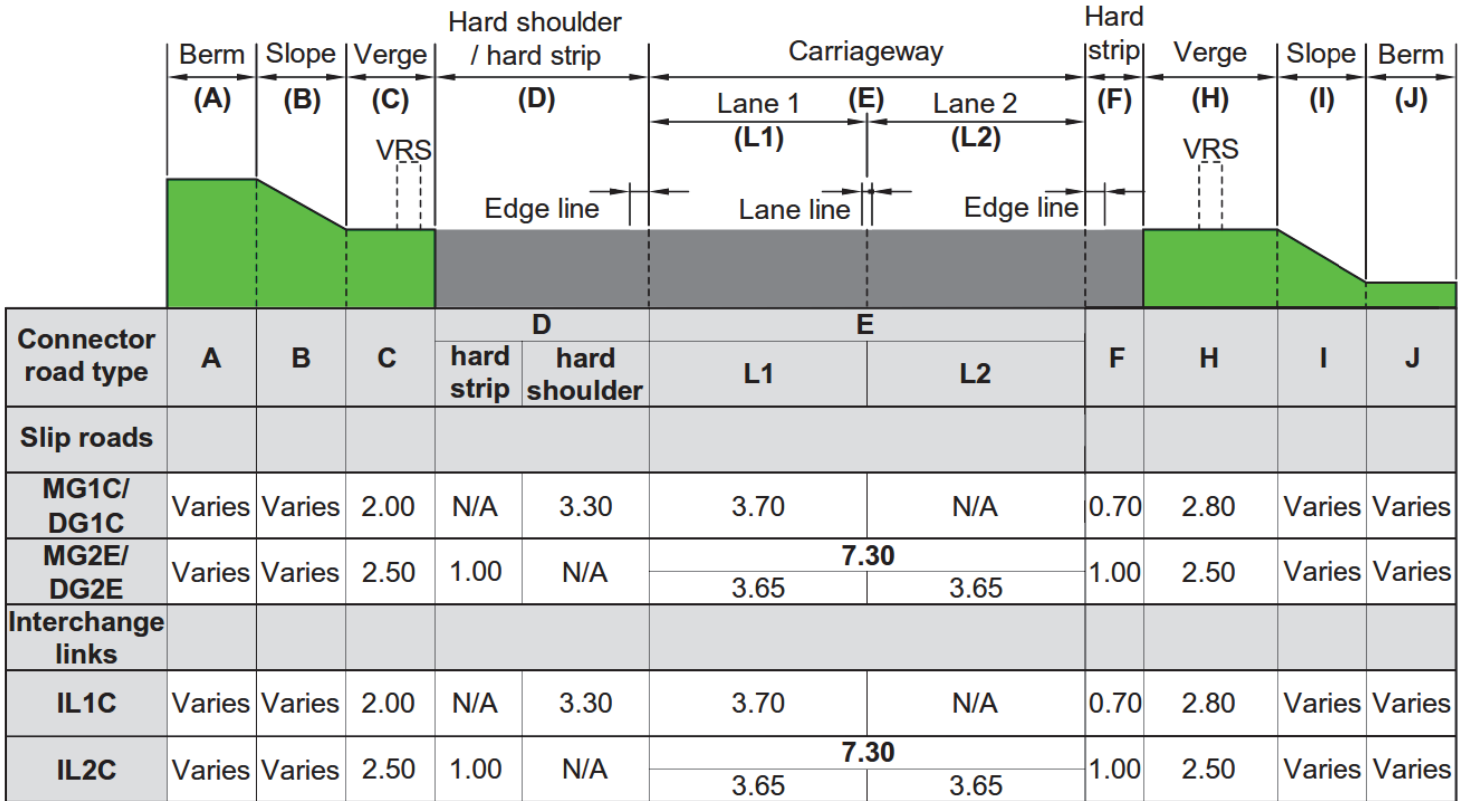 Berm Slope Verge Hard shoulder / hard strip Carriageway Hard strip Verge Slope Berm
(A) (B) (C) (D) (E) (F) (H) (I) (J)
Lane 1 Lane 2
(L1) (L2)
VRS VRS
Edge line Lane line Edge line
Connector road type A B C D E F H I J
hard strip hard shoulder L1 L2
Slip roads
MG1C/ DG1C Varies Varies 2.00 N/A 3.30 3.70 N/A 0.70 2.80 Varies Varies
MG2E/ DG2E Varies Varies 2.50 1.00 N/A 7.30 3.65 3.65 1.00 2.50 Varies Varies
Interchange links
IL1C Varies Varies 2.00 N/A 3.30 3.70 N/A 0.70 2.80 Varies Varies
IL2C Varies Varies 2.50 1.00 N/A 7.30 3.65 3.65 1.00 2.50 Varies Varies